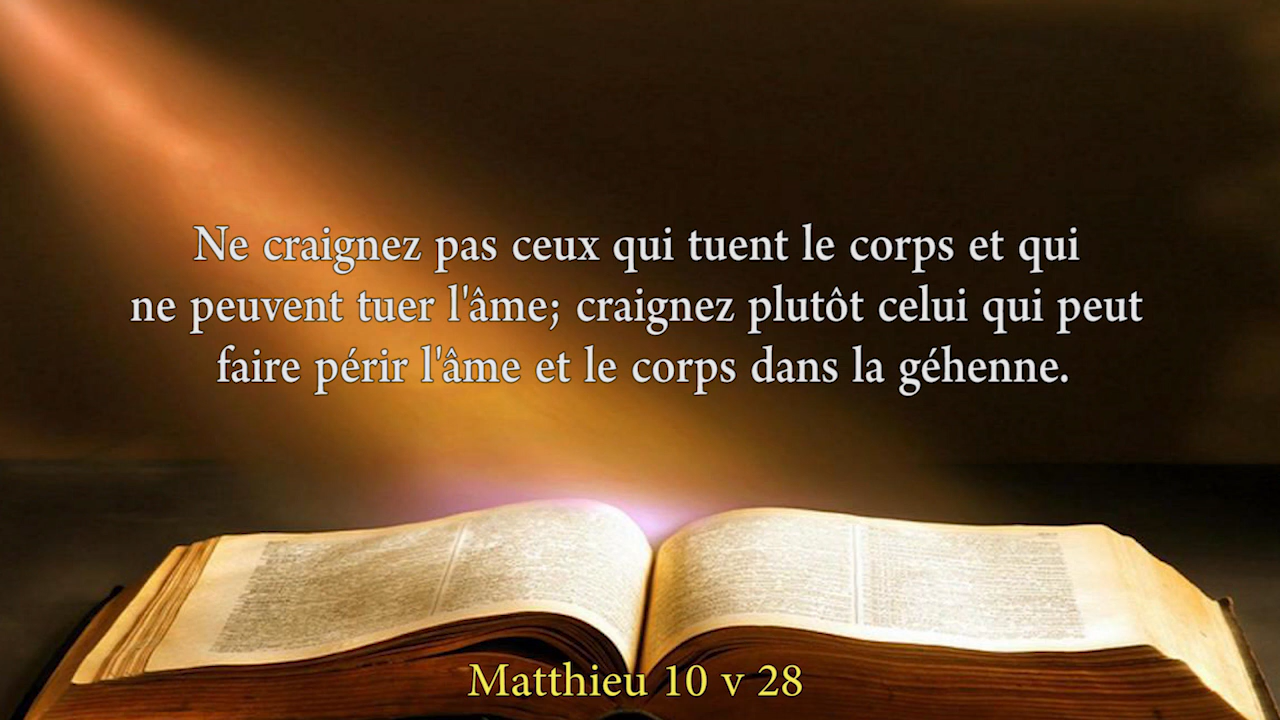 Ne craignez pas ceux qui tuent le corps et qui
ne peuvent tuer l'âme; craignez plutôt celui qui peut
faire périr l'âme et le corps dans la géhenne.
Matthieu 10 v 28